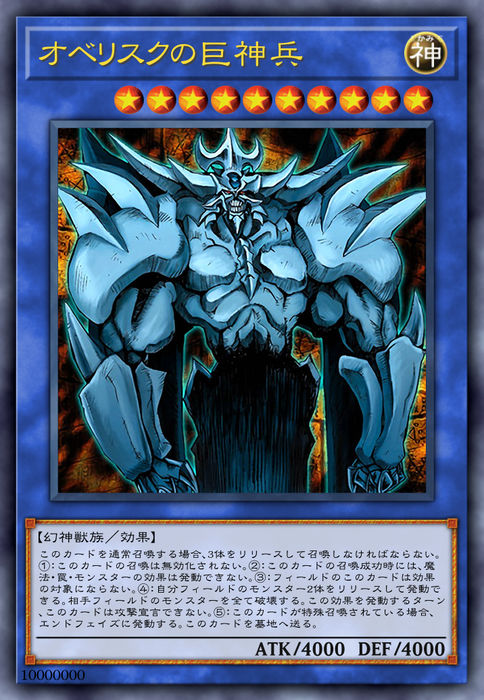 オベリスクの巨神兵
かみ
神
【幻神獣族／効果】
このカードを通常召喚する場合、3体をリリースして召喚しなければならない。
①：このカードの召喚は無効化されない。②：このカードの召喚成功時には、魔
法・罠・モンスターの効果は発動できない。③：フィールドのこのカードは効果
の対象にならない。④：自分フィールドのモンスター2体をリリースして発動で
きる。相手フィールドのモンスターを全て破壊する。この効果を発動するターン
、このカードは攻撃宣言できない。⑤：このカードが特殊召喚されている場合、
エンドフェイズに発動する。このカードを墓地へ送る。
ATK/4000 DEF/4000
10000000